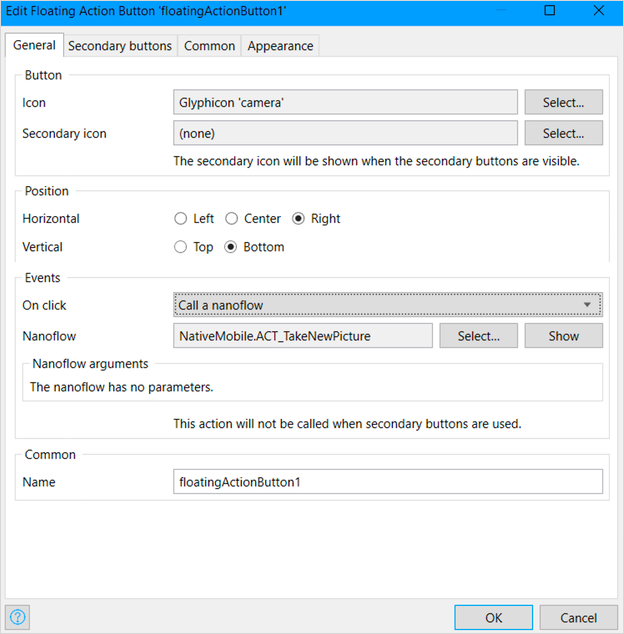 Edit Floating Action Button 'floatingActionButton1'
General Secondary buttons Common Appearance
Button
Icon Glyphicon 'camera' Select...
Secondary icon (none) Select...
The secondary icon will be shown when the secondary buttons are visible.
Position
Horizontal Left Center Right
Vertical Top Bottom
Events
On click Call a nanoflow
Nanoflow NativeMobile.ACT_TakeNewPicture Select... Show
Nanoflow arguments
The nanoflow has no parameters.
This action will not be called when secondary buttons are used.
Common
Name floatingActionButton1
? OK Cancel